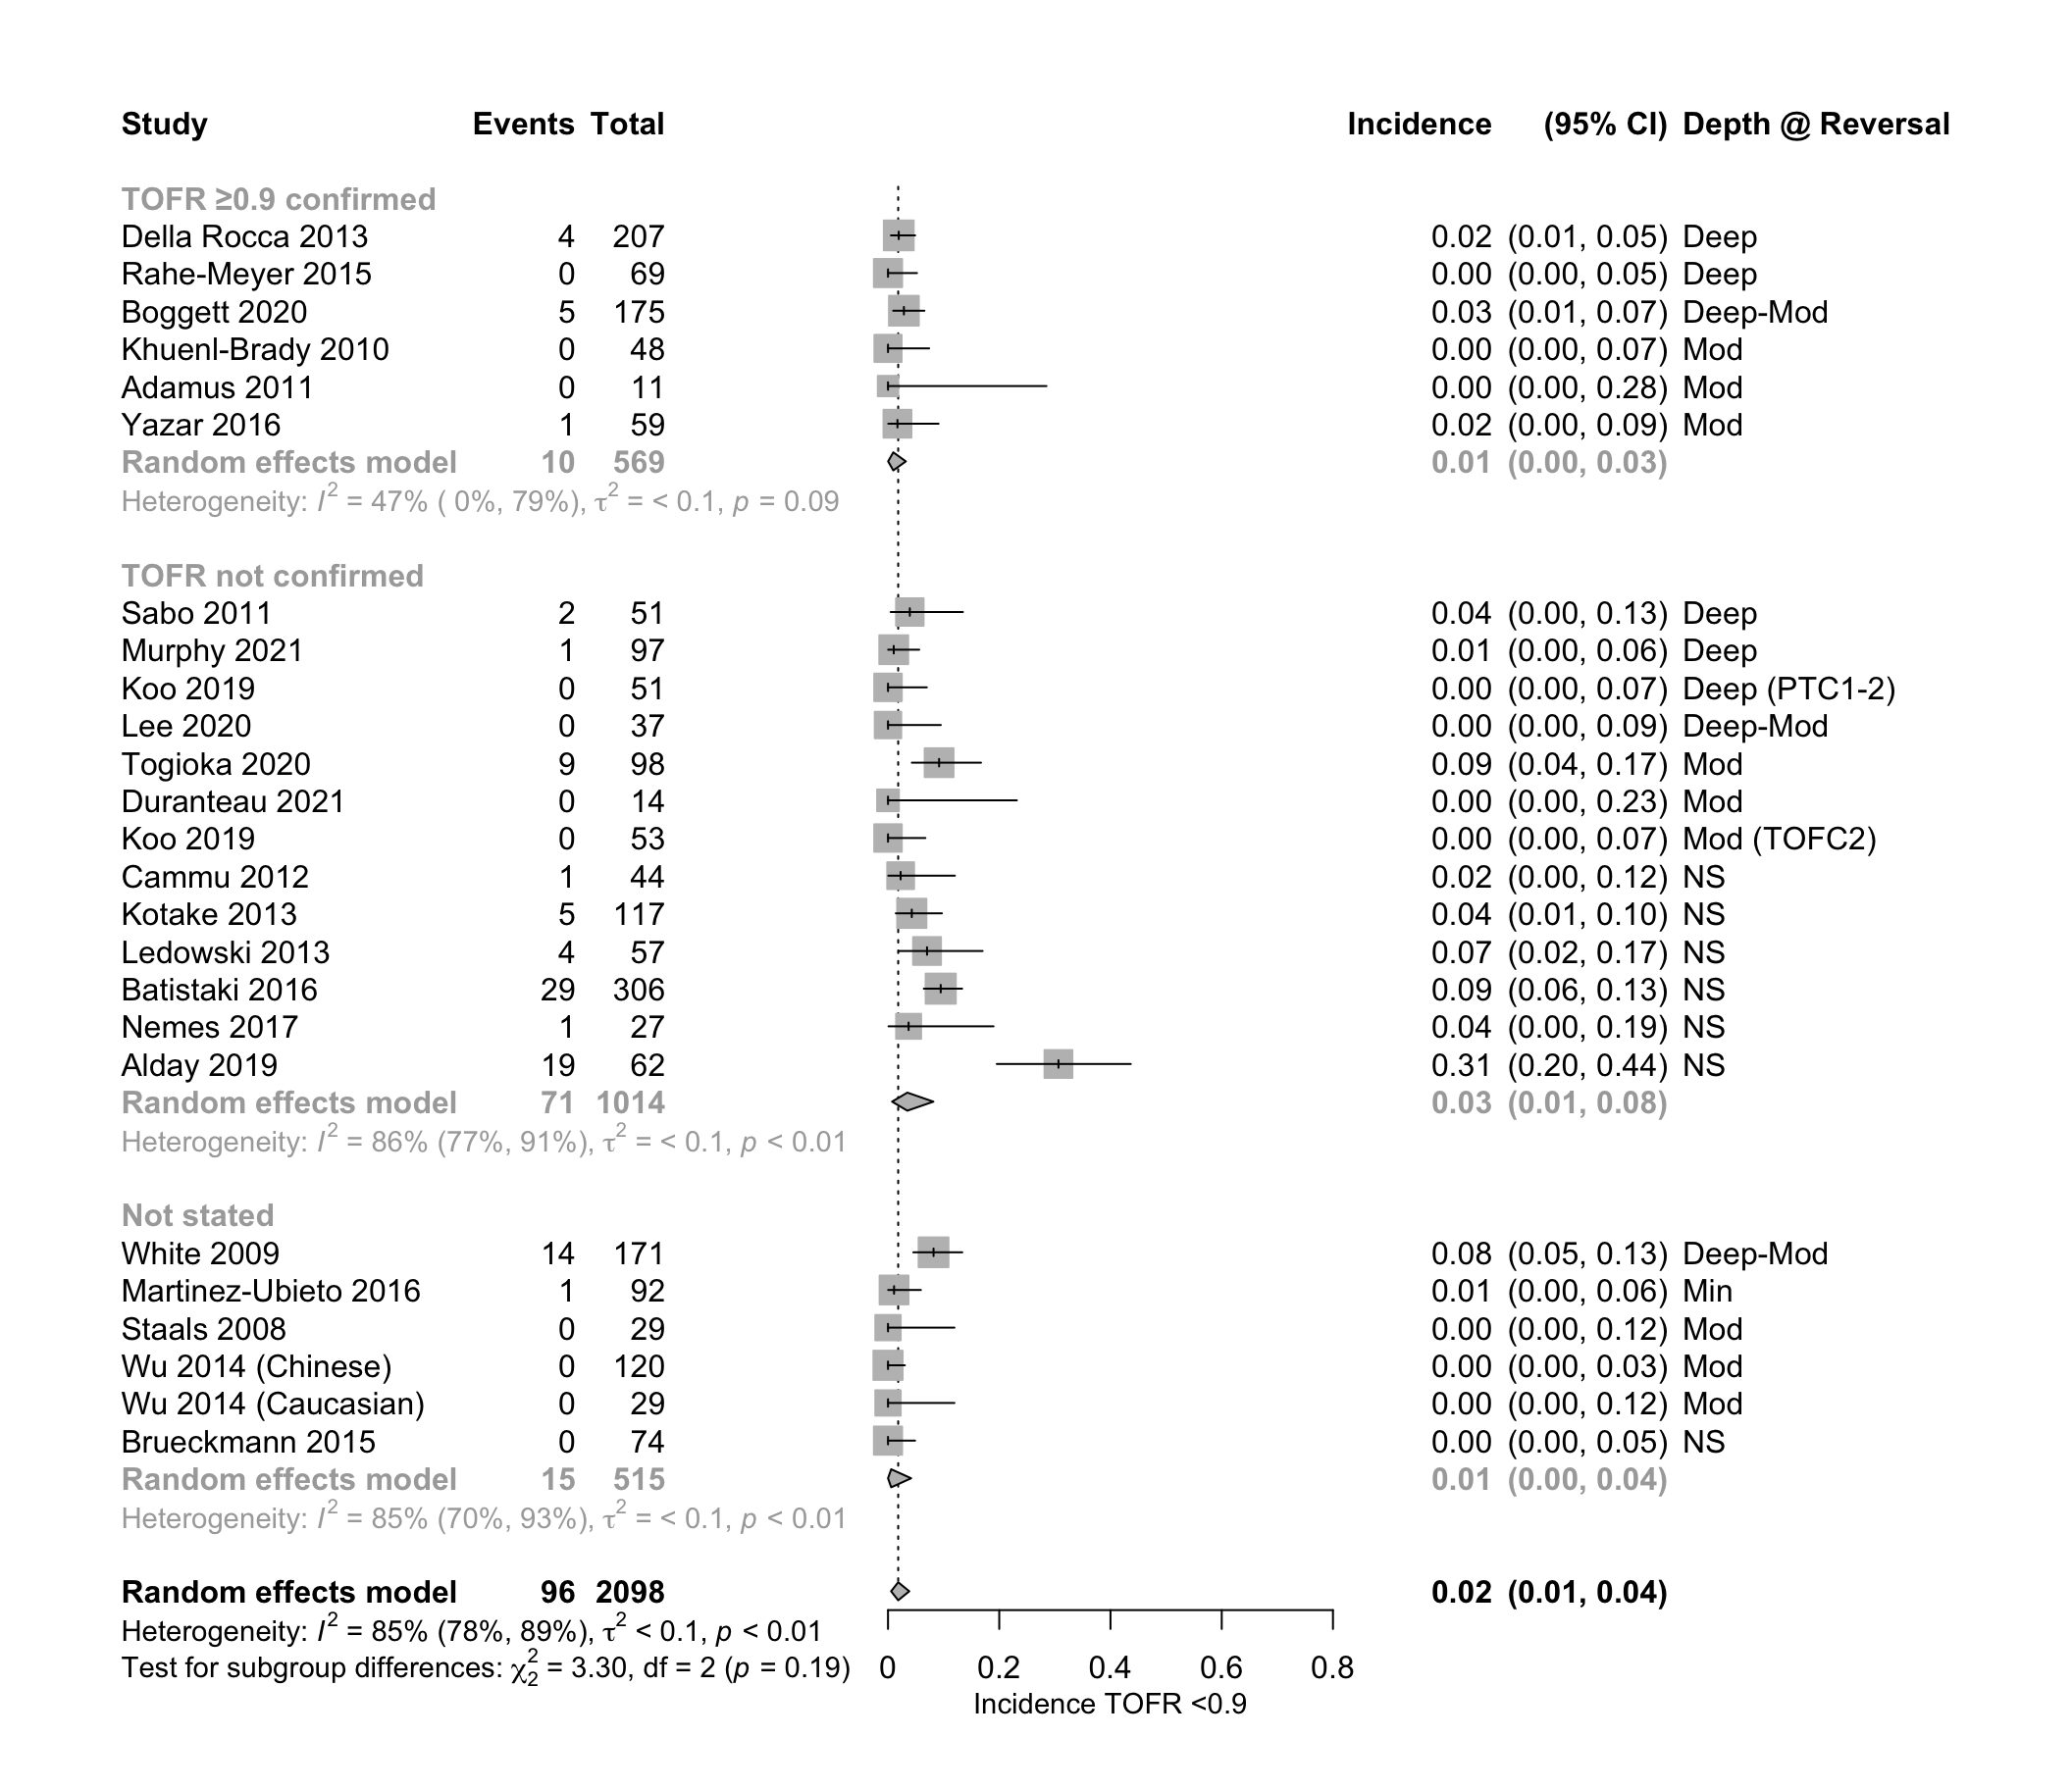 Study Events Total Incidence (95% CI) Depth @ Reversal
TOFR ≥0.9 confirmed
Della Rocca 2013 4 207 0.02 (0.01, 0.05) Deep
Rahe-Meyer 2015 0 69 0.00 (0.00, 0.05) Deep
Boggett 2020 5 175 0.03 (0.01, 0.07) Deep-Mod
Khuenl-Brady 2010 0 48 0.00 (0.00, 0.07) Mod
Adamus 2011 0 11 0.00 (0.00, 0.28) Mod
Yazar 2016 1 59 0.02 (0.00, 0.09) Mod
Random effects model 10 569 0.01 (0.00, 0.03)
Heterogeneity: I² = 47% ( 0%, 79%), τ² = < 0.1, p = 0.09
TOFR not confirmed
Sabo 2011 2 51 0.04 (0.00, 0.13) Deep
Murphy 2021 1 97 0.01 (0.00, 0.06) Deep
Koo 2019 0 51 0.00 (0.00, 0.07) Deep (PTC1-2)
Lee 2020 0 37 0.00 (0.00, 0.09) Deep-Mod
Togioka 2020 9 98 0.09 (0.04, 0.17) Mod
Duranteau 2021 0 14 0.00 (0.00, 0.23) Mod
Koo 2019 0 53 0.00 (0.00, 0.07) Mod (TOFC2)
Cammu 2012 1 44 0.02 (0.00, 0.12) NS
Kotake 2013 5 117 0.04 (0.01, 0.10) NS
Ledowski 2013 4 57 0.07 (0.02, 0.17) NS
Batistaki 2016 29 306 0.09 (0.06, 0.13) NS
Nemes 2017 1 27 0.04 (0.00, 0.19) NS
Alday 2019 19 62 0.31 (0.20, 0.44) NS
Random effects model 71 1014 0.03 (0.01, 0.08)
Heterogeneity: I² = 86% (77%, 91%), τ² = < 0.1, p < 0.01
Not stated
White 2009 14 171 0.08 (0.05, 0.13) Deep-Mod
Martinez-Ubieto 2016 1 92 0.01 (0.00, 0.06) Min
Staals 2008 0 29 0.00 (0.00, 0.12) Mod
Wu 2014 (Chinese) 0 120 0.00 (0.00, 0.03) Mod
Wu 2014 (Caucasian) 0 29 0.00 (0.00, 0.12) Mod
Brueckmann 2015 0 74 0.00 (0.00, 0.05) NS
Random effects model 15 515 0.01 (0.00, 0.04)
Heterogeneity: I² = 85% (70%, 93%), τ² = < 0.1, p < 0.01
Random effects model 96 2098 0.02 (0.01, 0.04)
Heterogeneity: I² = 85% (78%, 89%), τ² < 0.1, p < 0.01
Test for subgroup differences: χ²₂ = 3.30, df = 2 (p = 0.19)
0 0.2 0.4 0.6 0.8
Incidence TOFR <0.9